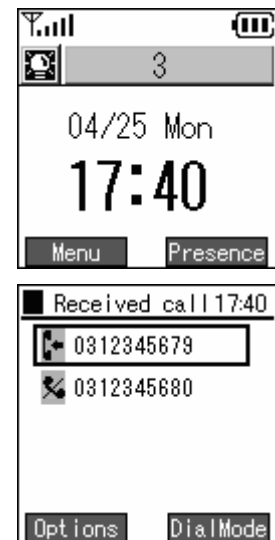 3
04/25 Mon
17:40
Menu Presence
Received call 17:40
0312345679
0312345680
Options DialMode